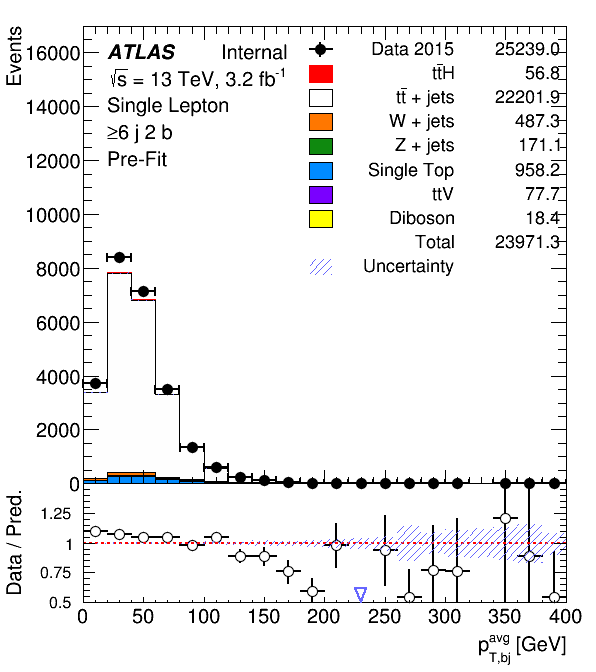 Events
16000
14000
12000
10000
8000
6000
4000
2000
0
ATLAS Internal
√s = 13 TeV, 3.2 fb⁻¹
Single Lepton
≥6 j 2 b
Pre-Fit
Data 2015 25239.0
tt̄H 56.8
tt̄ + jets 22201.9
W + jets 487.3
Z + jets 171.1
Single Top 958.2
ttV 77.7
Diboson 18.4
Total 23971.3
Uncertainty
Data / Pred.
1.25
1
0.75
0.5
0 50 100 150 200 250 300 350 400
p_{T,bj}^{avg} [GeV]